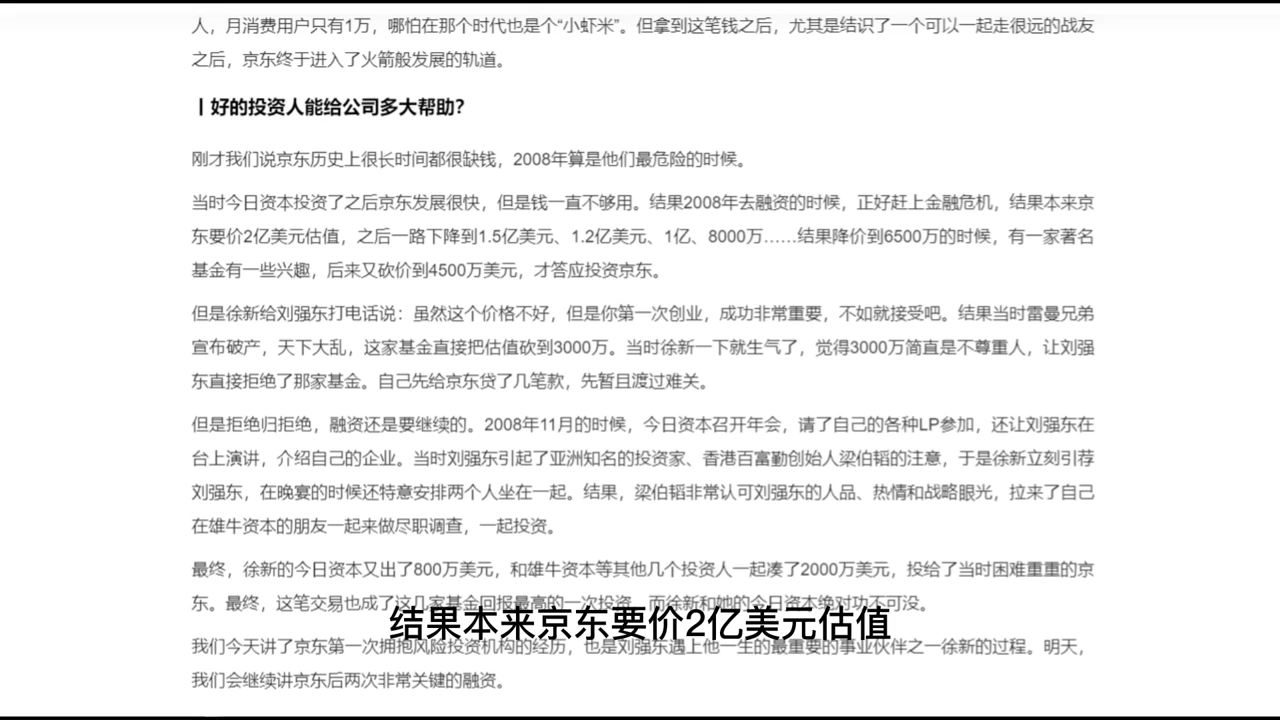 人，月消费用户只有1万，哪怕在那个时代也是个“小虾米”。但拿到这笔钱之后，尤其是结识了一个可以一起走很远的战友
之后，京东终于进入了火箭般发展的轨道。
丨好的投资人能给公司多大帮助？
刚才我们说京东历史上很长时间都很缺钱，2008年算是他们最危险的时候。
当时今日资本投资了之后京东发展很快，但是钱一直不够用。结果2008年去融资的时候，正好赶上金融危机，结果本来京
东要价2亿美元估值，之后一路下降到1.5亿美元、1.2亿美元、1亿、8000万……结果降价到6500万的时候，有一家著名
基金有一些兴趣，后来又砍价到4500万美元，才答应投资京东。
但是徐新给刘强东打电话说：虽然这个价格不好，但是你第一次创业，成功非常重要，不如就接受吧。结果当时雷曼兄弟
宣布破产，天下大乱，这家基金直接把估值砍到3000万。当时徐新一下就生气了，觉得3000万简直是不尊重人，让刘强
东直接拒绝了那家基金。自己先给京东贷了几笔款，先暂且渡过难关。
但是拒绝归拒绝，融资还是要继续的。2008年11月的时候，今日资本召开年会，请了自己的各种LP参加，还让刘强东在
台上演讲，介绍自己的企业。当时刘强东引起了亚洲知名的投资家、香港百富勤创始人梁伯韬的注意，于是徐新立刻引荐
刘强东，在晚宴的时候还特意安排两个人坐在一起。结果，梁伯韬非常认可刘强东的人品、热情和战略眼光，拉来了自己
在雄牛资本的朋友一起来做尽职调查，一起投资。
最终，徐新的今日资本又出了800万美元，和雄牛资本等其他几个投资人一起凑了2000万美元，投给了当时困难重重的京
东。最终，这笔交易也成了这几家基金回报最高的一次投资，而徐新和她的今日资本绝对功不可没。
结果本来京东要价2亿美元估值
我们今天讲了京东第一次拥抱风险投资机构的经历，也是刘强东遇上他一生的最重要的事业伙伴之一徐新的过程。明天，
我们会继续讲京东后两次非常关键的融资。